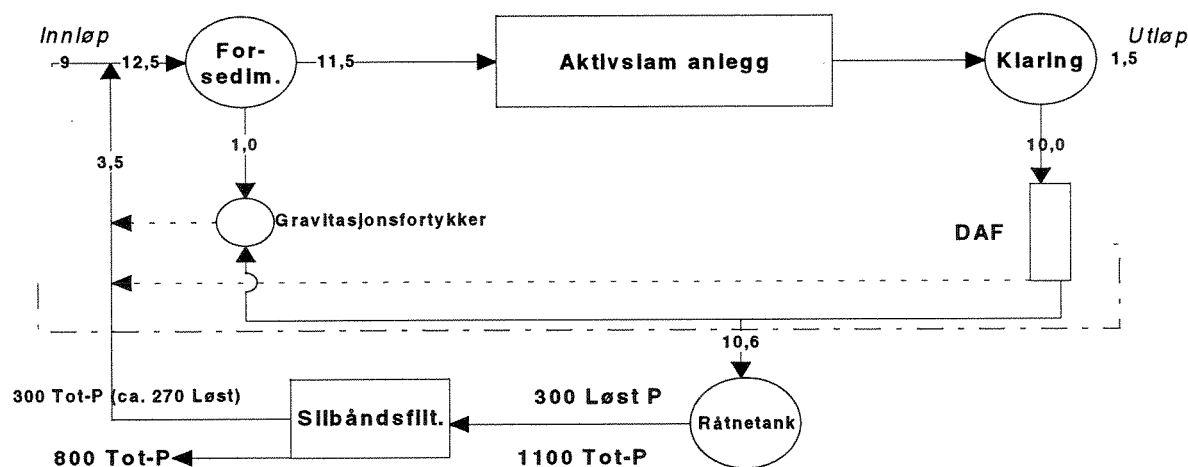 Innløp
Utløp
9
12,5
For-
sedim.
11,5
Aktivslam anlegg
Klaring
1,5
3,5
1,0
10,0
Gravitasjonsfortykker
DAF
10,6
300 Tot-P (ca. 270 Løst)
Silbåndsfilt.
300 Løst P
Råtnetank
800 Tot-P
1100 Tot-P